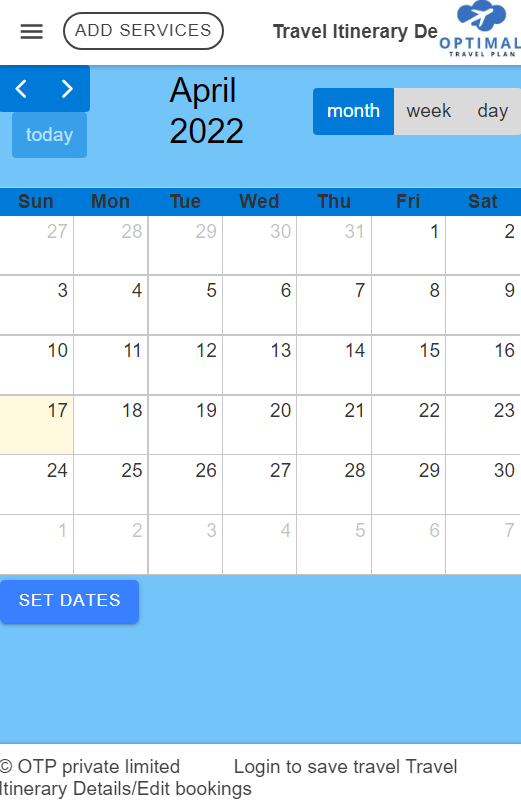 ADD SERVICES
Travel Itinerary De
OPTIMAL
TRAVEL PLAN
April
2022
today
month week day
Sun Mon Tue Wed Thu Fri Sat
27 28 29 30 31 1 2
3 4 5 6 7 8 9
10 11 12 13 14 15 16
17 18 19 20 21 22 23
24 25 26 27 28 29 30
1 2 3 4 5 6 7
SET DATES
© OTP private limited Login to save travel Travel
Itinerary Details/Edit bookings